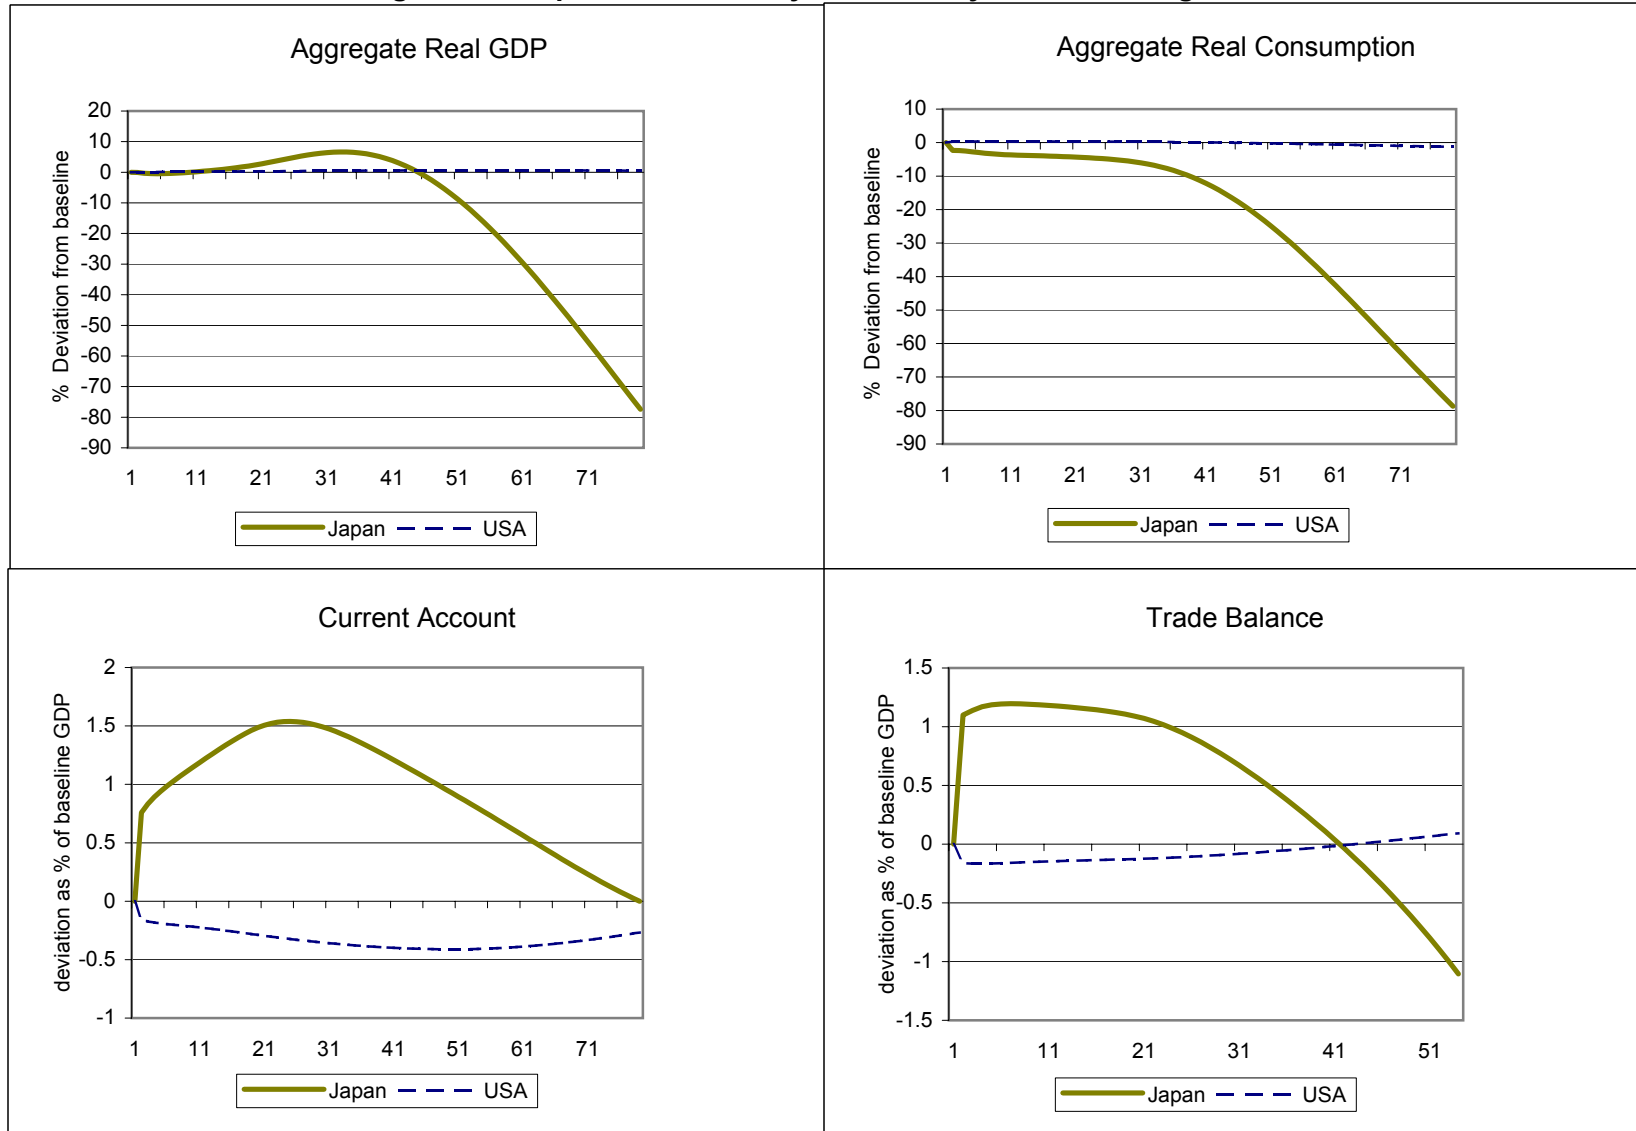 Aggregate Real GDP
% Deviation from baseline
20
10
0
-10
-20
-30
-40
-50
-60
-70
-80
-90
1 11 21 31 41 51 61 71
Japan USA
Aggregate Real Consumption
% Deviation from baseline
10
0
-10
-20
-30
-40
-50
-60
-70
-80
-90
1 11 21 31 41 51 61 71
Japan USA
Current Account
deviation as % of baseline GDP
2
1.5
1
0.5
0
-0.5
-1
1 11 21 31 41 51 61 71
Japan USA
Trade Balance
deviation as % of baseline GDP
1.5
1
0.5
0
-0.5
-1
-1.5
1 11 21 31 41 51
Japan USA